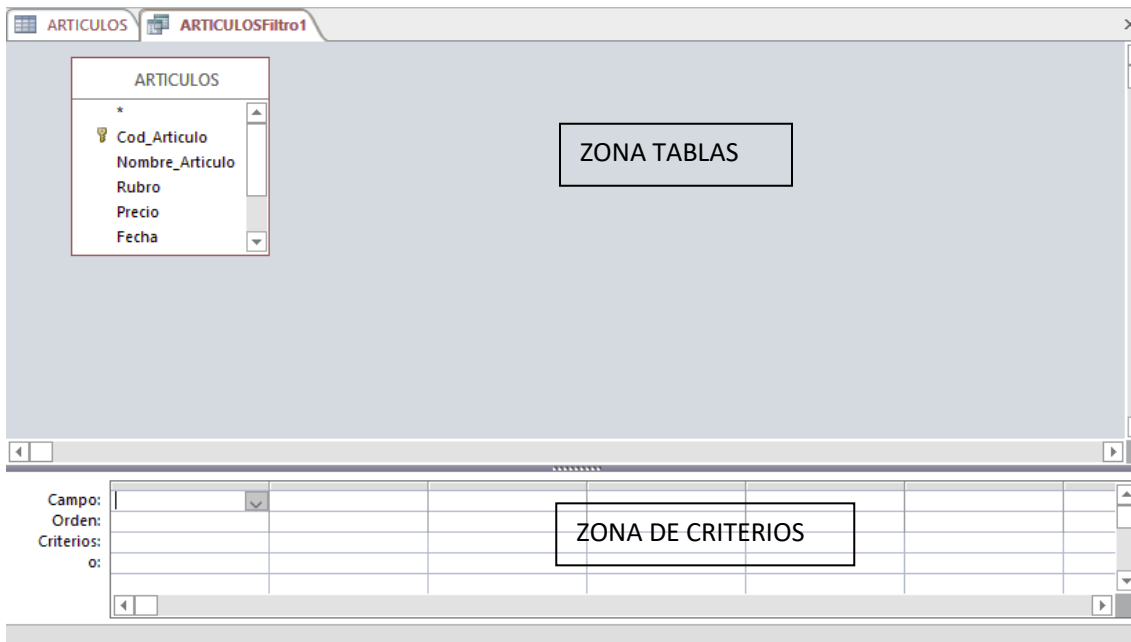 ARTICULOS ARTICULOSFiltro1
ARTICULOS
*
Cod_Articulo
Nombre_Articulo
Rubro
Precio
Fecha
ZONA TABLAS
Campo:
Orden:
Criterios:
o:
ZONA DE CRITERIOS